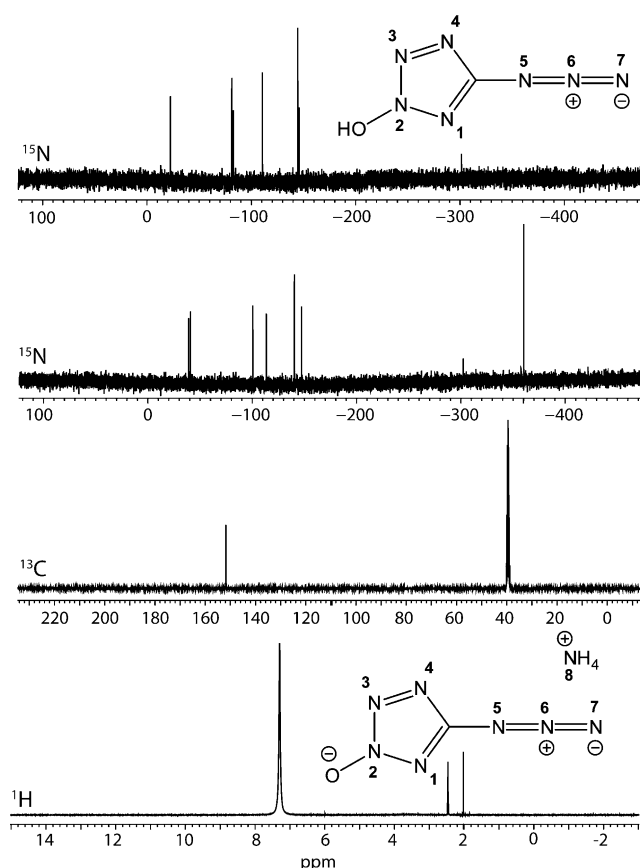 4
3 N N 5 6 7
N N N N
⊕ ⊖
HO 2 N 1
¹⁵N
100 0 −100 −200 −300 −400
¹⁵N
100 0 −100 −200 −300 −400
¹³C
220 200 180 160 140 120 100 80 60 40 20 0
⊕
NH₄
8
4
3 N N 5 6 7
N N N N
⊖ ⊕ ⊖
O 2 N 1
¹H
14 12 10 8 6 4 2 0 -2
ppm